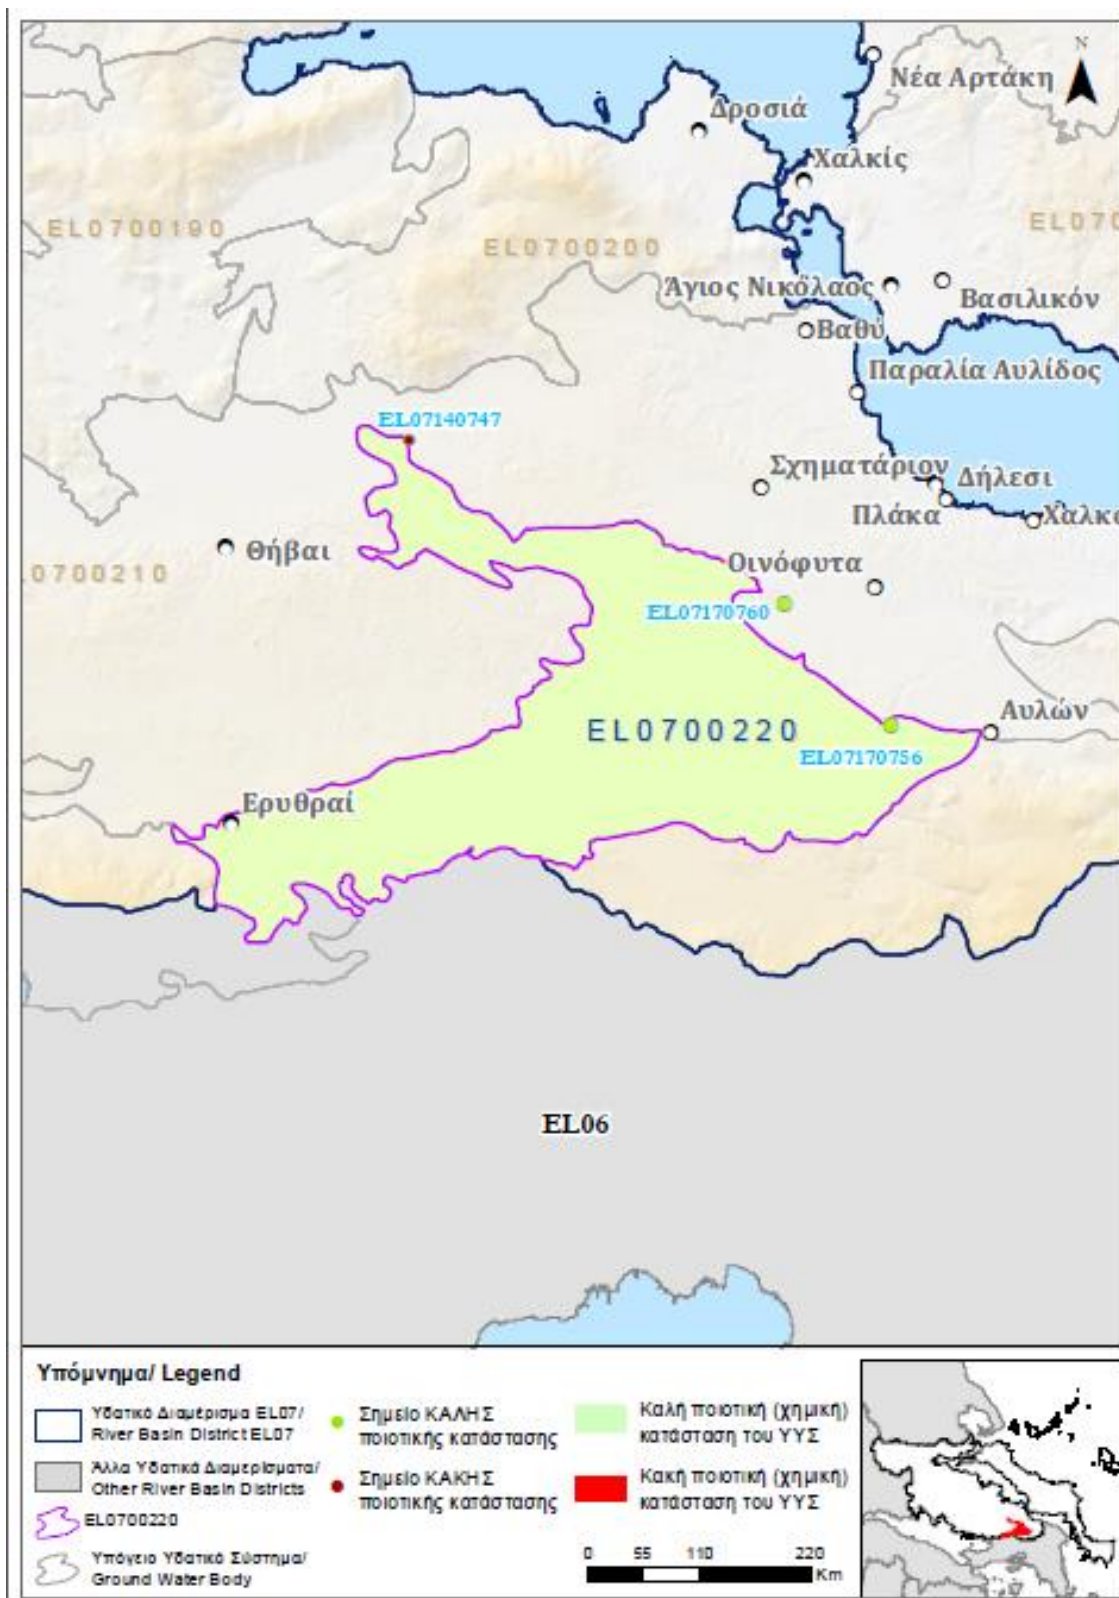 N
Νέα Αρτάκη
Δροσιά
Χαλκίς
EL0700190
EL0700200
EL070
Άγιος Νικόλαος
Βασιλικόν
Βαθύ
Παραλία Αυλίδος
EL07140747
Σχηματάριον
Δήλεσι
Πλάκα
Χαλκο
Θήβαι
Οινόφυτα
L0700210
EL07170760
EL0700220
Αυλών
EL07170756
Ερυθραί
EL06
Υπόμνημα/ Legend
Υδατικό Διαμέρισμα EL07/
River Basin District EL07
Άλλα Υδατικά Διαμερίσματα/
Other River Basin Districts
EL0700220
Υπόγειο Υδατικό Σύστημα/
Ground Water Body
Σημείο ΚΑΛΗΣ
ποιοτικής κατάστασης
Σημείο ΚΑΚΗΣ
ποιοτικής κατάστασης
Καλή ποιοτική (χημική)
κατάσταση του ΥΥΣ
Κακή ποιοτική (χημική)
κατάσταση του ΥΥΣ
0 55 110 220
Km